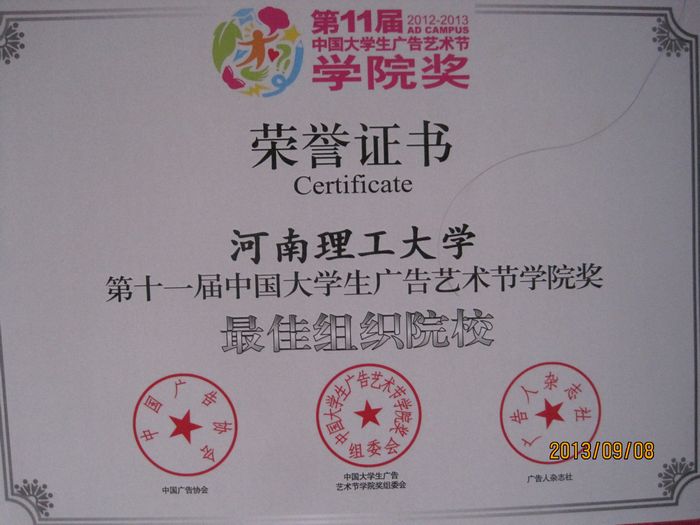 第11届 2012-2013 AD CAMPUS
中国大学生广告艺术节
学院奖
荣誉证书
Certificate
河南理工大学
第十一届中国大学生广告艺术节学院奖
最佳组织院校
中国广告协会
中国大学生广告艺术节学院奖
组委会
广告人杂志社
2013/09/08
中国广告协会
中国大学生广告
艺术节学院奖组委会
广告人杂志社